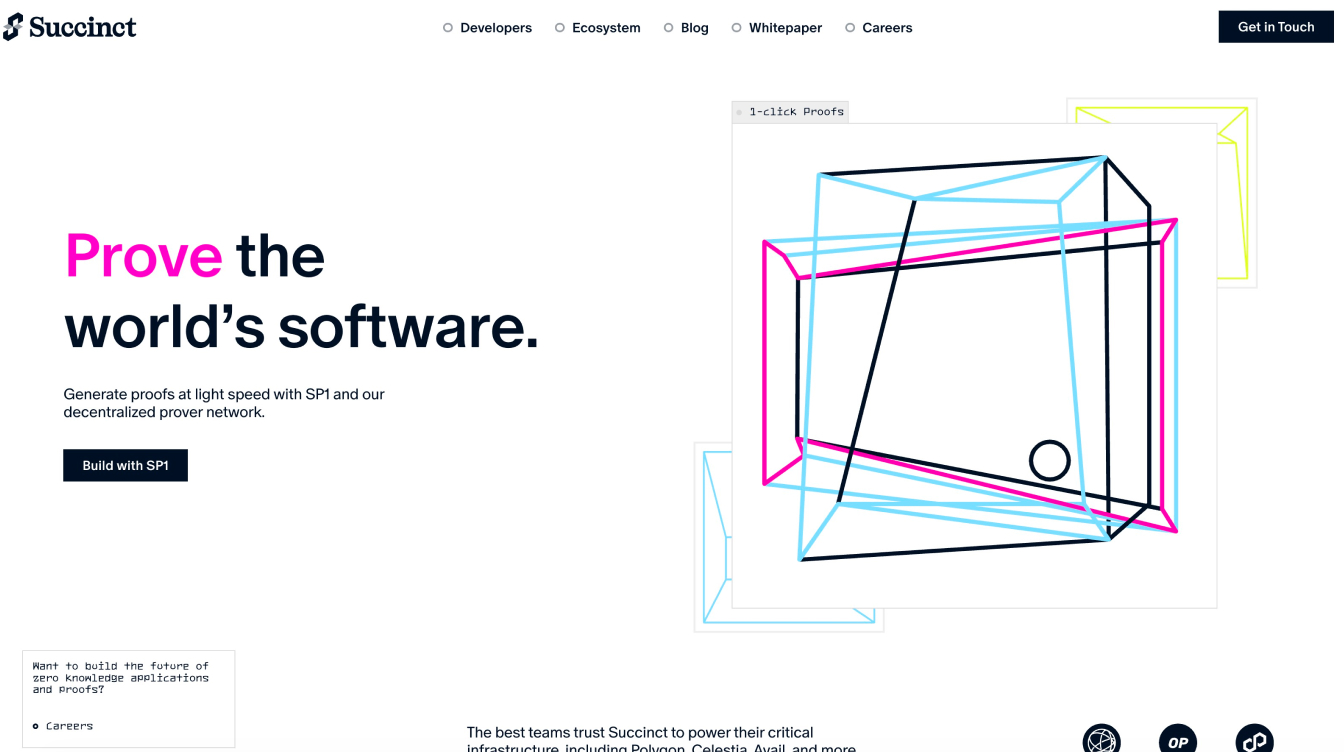 Succinct
Developers
Ecosystem
Blog
Whitepaper
Careers
Get in Touch
1-click Proofs
Prove the
world’s software.
Generate proofs at light speed with SP1 and our
decentralized prover network.
Build with SP1
Want to build the future of
zero knowledge applications
and proofs?
Careers
The best teams trust Succinct to power their critical
infrastructure, including Polygon, Celestia, Avail, and more
OP